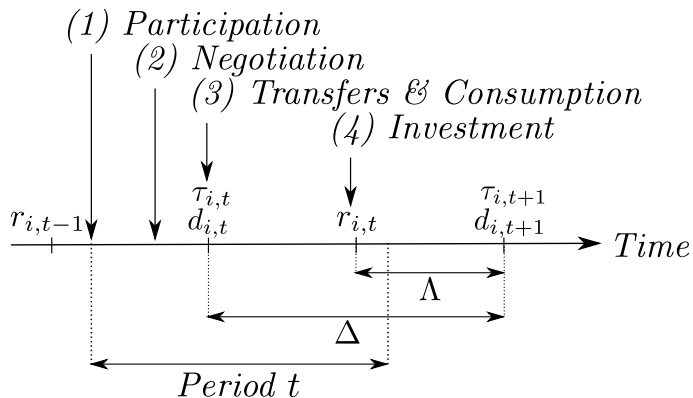 (1) Participation
(2) Negotiation
(3) Transfers & Consumption
(4) Investment
τ_{i,t} τ_{i,t+1}
r_{i,t−1} d_{i,t} r_{i,t} d_{i,t+1}
Time
Λ
Δ
Period t